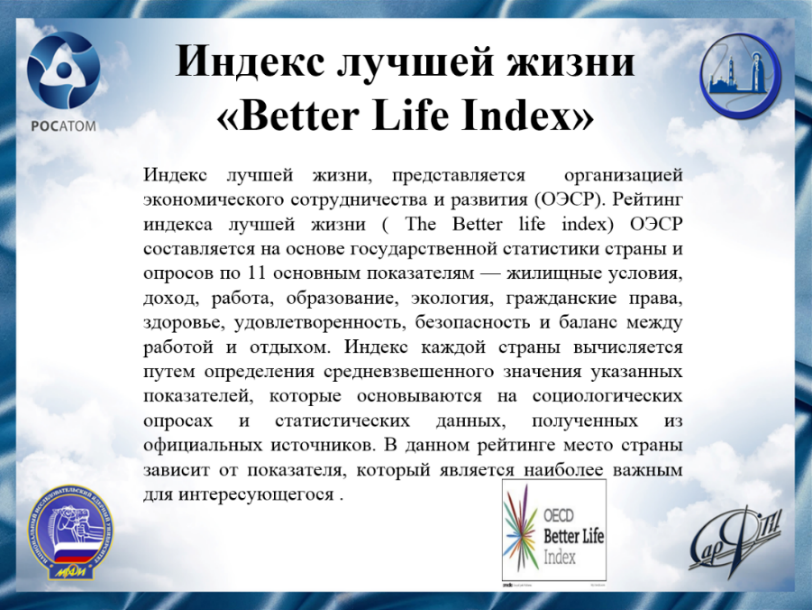 Индекс лучшей жизни
«Better Life Index»
РОСАТОМ
Индекс лучшей жизни, представляется организацией
экономического сотрудничества и развития (ОЭСР). Рейтинг
индекса лучшей жизни ( The Better life index) ОЭСР
составляется на основе государственной статистики страны и
опросов по 11 основным показателям — жилищные условия,
доход, работа, образование, экология, гражданские права,
здоровье, удовлетворенность, безопасность и баланс между
работой и отдыхом. Индекс каждой страны вычисляется
путем определения средневзвешенного значения указанных
показателей, которые основываются на социологических
опросах и статистических данных, полученных из
официальных источников. В данном рейтинге место страны
зависит от показателя, который является наиболее важным
для интересующегося .
OECD
Better Life
Index
НАЦИОНАЛЬНЫЙ ИССЛЕДОВАТЕЛЬСКИЙ ЯДЕРНЫЙ УНИВЕРСИТЕТ
МИФИ
СарФТИ